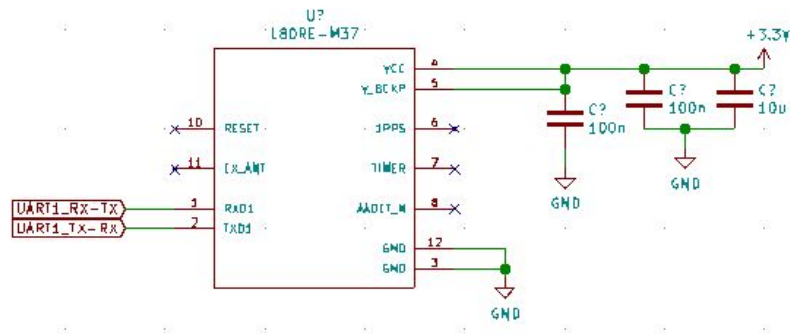 U?
L80RE-M37
+3.3V
VCC 4
V_BCKP 5
C?
100n
C?
10u
10 RESET
1PPS 6
C?
100n
11 EX_ANT
TIMER 7
GND
GND
UART1_RX-TX 1 RXD1
AADET_N 8
UART1_TX-RX 2 TXD1
GND 12
GND 3
GND